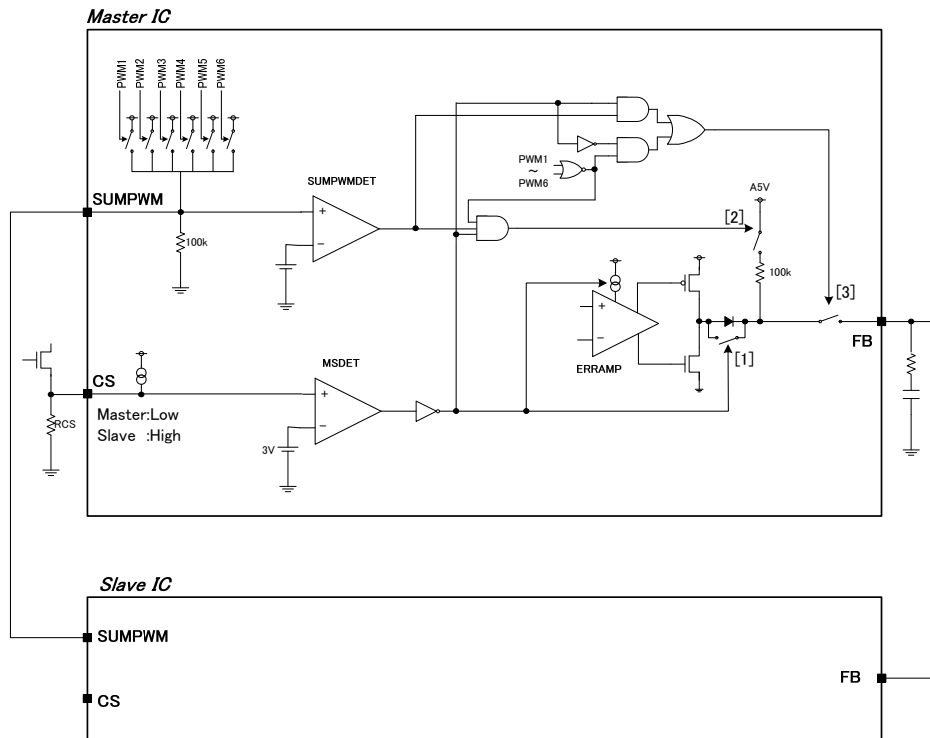 Master IC
PWM1
PWM2
PWM3
PWM4
PWM5
PWM6
SUMPWM
100k
SUMPWMDET
+
−
PWM1
~
PWM6
[2]
A5V
100k
[3]
FB
+
−
ERRAMP
[1]
CS
Master:Low
Slave :High
RCS
MSDET
+
−
3V
Slave IC
SUMPWM
CS
FB